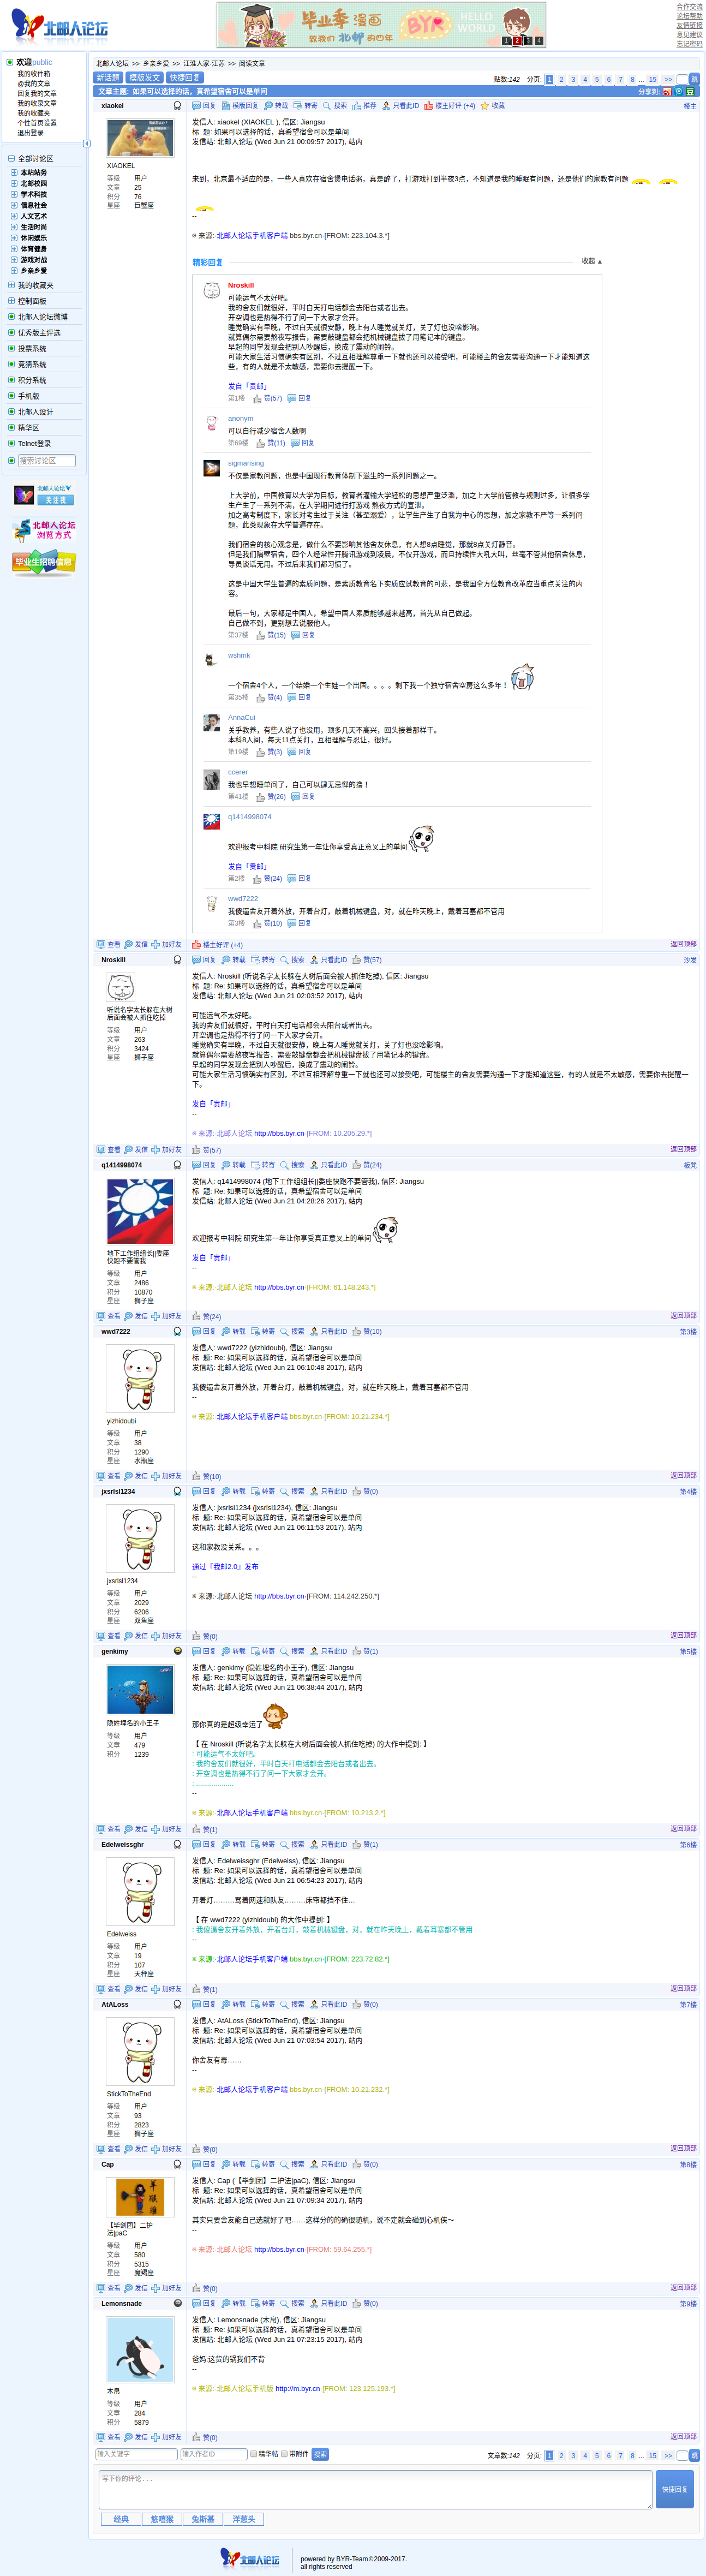 北邮人论坛
毕业季 漫画
致我们共有的 北邮 的四年
BYR
HELLO WORLD
1 2 3 4
合作交流
论坛帮助
友情链接
意见建议
忘记密码
欢迎public
我的收件箱
@我的文章
回复我的文章
我的收录文章
我的收藏夹
个性首页设置
退出登录
全部讨论区
本站站务
北邮校园
学术科技
信息社会
人文艺术
生活时尚
休闲娱乐
体育健身
游戏对战
乡亲乡爱
我的收藏夹
控制面板
北邮人论坛微博
优秀版主评选
投票系统
竞猜系统
积分系统
手机版
北邮人设计
精华区
Telnet登录
搜索讨论区
北邮人论坛
关注我
北邮人论坛
浏览方式
毕业生招聘信息
北邮人论坛 >> 乡亲乡爱 >> 江淮人家·江苏 >> 阅读文章
新话题 模版发文 快捷回复
贴数:142 分页: 1 2 3 4 5 6 7 8 ... 15 >> 跳
文章主题: 如果可以选择的话，真希望宿舍可以是单间
分享到:
xiaokel
回复 模版回复 转载 转寄 搜索 推荐 只看此ID 楼主好评 (+4) 收藏 楼主
XIAOKEL
等级 用户
文章 25
积分 76
星座 巨蟹座
发信人: xiaokel (XIAOKEL ), 信区: Jiangsu
标 题: 如果可以选择的话，真希望宿舍可以是单间
发信站: 北邮人论坛 (Wed Jun 21 00:09:57 2017), 站内
来到，北京最不适应的是，一些人喜欢在宿舍煲电话粥，真是醉了，打游戏打到半夜3点，不知道是我的睡眠有问题，还是他们的家教有问题
--
※ 来源:·北邮人论坛手机客户端 bbs.byr.cn·[FROM: 223.104.3.*]
精彩回复
收起 ▲
Nroskill
可能运气不太好吧。
我的舍友们就很好，平时白天打电话都会去阳台或者出去。
开空调也是热得不行了问一下大家才会开。
睡觉确实有早晚，不过白天就很安静，晚上有人睡觉就关灯，关了灯也没啥影响。
就算偶尔需要熬夜写报告，需要敲键盘都会把机械键盘拔了用笔记本的键盘。
早起的同学发现会把别人吵醒后，换成了震动的闹铃。
可能大家生活习惯确实有区别，不过互相理解尊重一下就也还可以接受吧，可能楼主的舍友需要沟通一下才能知道这些，有的人就是不太敏感，需要你去提醒一下。
发自「贵邮」
第1楼 赞(57) 回复
anonym
可以自行减少宿舍人数啊
第69楼 赞(11) 回复
sigmarising
不仅是家教问题，也是中国现行教育体制下滋生的一系列问题之一。
上大学前，中国教育以大学为目标，教育者灌输大学轻松的思想严重泛滥，加之上大学前管教与规则过多，让很多学生产生了一系列不满，在大学期间进行打游戏 熬夜方式的宣泄。
加之高考制度下，家长对考生过于关注（甚至溺爱），让学生产生了自我为中心的思想，加之家教不严等一系列问题，此类现象在大学普遍存在。
我们宿舍的核心观念是，做什么不要影响其他舍友休息，有人想8点睡觉，那就8点关灯静音。
但是我们隔壁宿舍，四个人经常性开腾讯游戏到凌晨，不仅开游戏，而且持续性大吼大叫，丝毫不管其他宿舍休息，导员谈话无用。不过后来我们都习惯了。
这是中国大学生普遍的素质问题，是素质教育名下实质应试教育的可悲，是我国全方位教育改革应当重点关注的内容。
最后一句，大家都是中国人，希望中国人素质能够越来越高，首先从自己做起。
自己做不到，更别想去说服他人。
第37楼 赞(15) 回复
wshmk
一个宿舍4个人，一个结婚一个生娃一个出国。。。。剩下我一个独守宿舍空房这么多年！
第35楼 赞(4) 回复
AnnaCui
关乎教养，有些人说了也没用，顶多几天不高兴，回头接着那样干。
本科8人间，每天11点关灯，互相理解与忍让，很好。
第19楼 赞(3) 回复
ccerer
我也早想睡单间了，自己可以肆无忌惮的撸！
第41楼 赞(26) 回复
q1414998074
欢迎报考中科院 研究生第一年让你享受真正意义上的单间
发自「贵邮」
第2楼 赞(24) 回复
wwd7222
我傻逼舍友开着外放，开着台灯，敲着机械键盘，对，就在昨天晚上，戴着耳塞都不管用
第3楼 赞(10) 回复
查看 发信 加好友 楼主好评 (+4) 返回顶部
Nroskill
回复 转载 转寄 搜索 只看此ID 赞(57) 沙发
听说名字太长躲在大树后面会被人抓住吃掉
等级 用户
文章 263
积分 3424
星座 狮子座
发信人: Nroskill (听说名字太长躲在大树后面会被人抓住吃掉), 信区: Jiangsu
标 题: Re: 如果可以选择的话，真希望宿舍可以是单间
发信站: 北邮人论坛 (Wed Jun 21 02:03:52 2017), 站内
可能运气不太好吧。
我的舍友们就很好，平时白天打电话都会去阳台或者出去。
开空调也是热得不行了问一下大家才会开。
睡觉确实有早晚，不过白天就很安静，晚上有人睡觉就关灯，关了灯也没啥影响。
就算偶尔需要熬夜写报告，需要敲键盘都会把机械键盘拔了用笔记本的键盘。
早起的同学发现会把别人吵醒后，换成了震动的闹铃。
可能大家生活习惯确实有区别，不过互相理解尊重一下就也还可以接受吧，可能楼主的舍友需要沟通一下才能知道这些，有的人就是不太敏感，需要你去提醒一下。
发自「贵邮」
--
※ 来源:·北邮人论坛 http://bbs.byr.cn·[FROM: 10.205.29.*]
查看 发信 加好友 赞(57) 返回顶部
q1414998074
回复 转载 转寄 搜索 只看此ID 赞(24) 板凳
地下工作组组长||委座快跑不要管我
等级 用户
文章 2486
积分 10870
星座 狮子座
发信人: q1414998074 (地下工作组组长||委座快跑不要管我), 信区: Jiangsu
标 题: Re: 如果可以选择的话，真希望宿舍可以是单间
发信站: 北邮人论坛 (Wed Jun 21 04:28:26 2017), 站内
欢迎报考中科院 研究生第一年让你享受真正意义上的单间
发自「贵邮」
--
※ 来源:·北邮人论坛 http://bbs.byr.cn·[FROM: 61.148.243.*]
查看 发信 加好友 赞(24) 返回顶部
wwd7222
回复 转载 转寄 搜索 只看此ID 赞(10) 第3楼
yizhidoubi
等级 用户
文章 38
积分 1290
星座 水瓶座
发信人: wwd7222 (yizhidoubi), 信区: Jiangsu
标 题: Re: 如果可以选择的话，真希望宿舍可以是单间
发信站: 北邮人论坛 (Wed Jun 21 06:10:48 2017), 站内
我傻逼舍友开着外放，开着台灯，敲着机械键盘，对，就在昨天晚上，戴着耳塞都不管用
--
※ 来源:·北邮人论坛手机客户端 bbs.byr.cn·[FROM: 10.21.234.*]
查看 发信 加好友 赞(10) 返回顶部
jxsrlsl1234
回复 转载 转寄 搜索 只看此ID 赞(0) 第4楼
jxsrlsl1234
等级 用户
文章 2029
积分 6206
星座 双鱼座
发信人: jxsrlsl1234 (jxsrlsl1234), 信区: Jiangsu
标 题: Re: 如果可以选择的话，真希望宿舍可以是单间
发信站: 北邮人论坛 (Wed Jun 21 06:11:53 2017), 站内
这和家教没关系。。。
通过『我邮2.0』发布
--
※ 来源:·北邮人论坛 http://bbs.byr.cn·[FROM: 114.242.250.*]
查看 发信 加好友 赞(0) 返回顶部
genkimy
回复 转载 转寄 搜索 只看此ID 赞(1) 第5楼
隐姓埋名的小王子
等级 用户
文章 479
积分 1239
发信人: genkimy (隐姓埋名的小王子), 信区: Jiangsu
标 题: Re: 如果可以选择的话，真希望宿舍可以是单间
发信站: 北邮人论坛 (Wed Jun 21 06:38:44 2017), 站内
那你真的是超级幸运了
【 在 Nroskill (听说名字太长躲在大树后面会被人抓住吃掉) 的大作中提到: 】
: 可能运气不太好吧。
: 我的舍友们就很好，平时白天打电话都会去阳台或者出去。
: 开空调也是热得不行了问一下大家才会开。
: ...................
--
※ 来源:·北邮人论坛手机客户端 bbs.byr.cn·[FROM: 10.213.2.*]
查看 发信 加好友 赞(1) 返回顶部
Edelweissghr
回复 转载 转寄 搜索 只看此ID 赞(1) 第6楼
Edelweiss
等级 用户
文章 19
积分 107
星座 天秤座
发信人: Edelweissghr (Edelweiss), 信区: Jiangsu
标 题: Re: 如果可以选择的话，真希望宿舍可以是单间
发信站: 北邮人论坛 (Wed Jun 21 06:54:23 2017), 站内
开着灯………骂着网速和队友………床帘都挡不住…
【 在 wwd7222 (yizhidoubi) 的大作中提到: 】
: 我傻逼舍友开着外放，开着台灯，敲着机械键盘，对，就在昨天晚上，戴着耳塞都不管用
--
※ 来源:·北邮人论坛手机客户端 bbs.byr.cn·[FROM: 223.72.82.*]
查看 发信 加好友 赞(1) 返回顶部
AtALoss
回复 转载 转寄 搜索 只看此ID 赞(0) 第7楼
StickToTheEnd
等级 用户
文章 93
积分 2823
星座 狮子座
发信人: AtALoss (StickToTheEnd), 信区: Jiangsu
标 题: Re: 如果可以选择的话，真希望宿舍可以是单间
发信站: 北邮人论坛 (Wed Jun 21 07:03:54 2017), 站内
你舍友有毒……
--
※ 来源:·北邮人论坛手机客户端 bbs.byr.cn·[FROM: 10.21.232.*]
查看 发信 加好友 赞(0) 返回顶部
Cap
回复 转载 转寄 搜索 只看此ID 赞(0) 第8楼
【毕剑团】二护法|paC
等级 用户
文章 580
积分 5315
星座 魔羯座
发信人: Cap (【毕剑团】二护法|paC), 信区: Jiangsu
标 题: Re: 如果可以选择的话，真希望宿舍可以是单间
发信站: 北邮人论坛 (Wed Jun 21 07:09:34 2017), 站内
其实只要舍友能自己选就好了吧……这样分的的确很随机，说不定就会碰到心机侠～
--
※ 来源:·北邮人论坛 http://bbs.byr.cn·[FROM: 59.64.255.*]
查看 发信 加好友 赞(0) 返回顶部
Lemonsnade
回复 转载 转寄 搜索 只看此ID 赞(0) 第9楼
木帛
等级 用户
文章 284
积分 5879
发信人: Lemonsnade (木帛), 信区: Jiangsu
标 题: Re: 如果可以选择的话，真希望宿舍可以是单间
发信站: 北邮人论坛 (Wed Jun 21 07:23:15 2017), 站内
爸妈:这货的锅我们不背
--
※ 来源:·北邮人论坛手机版 http://m.byr.cn·[FROM: 123.125.193.*]
查看 发信 加好友 赞(0) 返回顶部
输入关键字 输入作者ID 精华帖 带附件 搜索
文章数:142 分页: 1 2 3 4 5 6 7 8 ... 15 >> 跳
写下你的评论...
快捷回复
经典 悠嘻猴 兔斯基 洋葱头
北邮人论坛
powered by BYR-Team©2009-2017.
all rights reserved